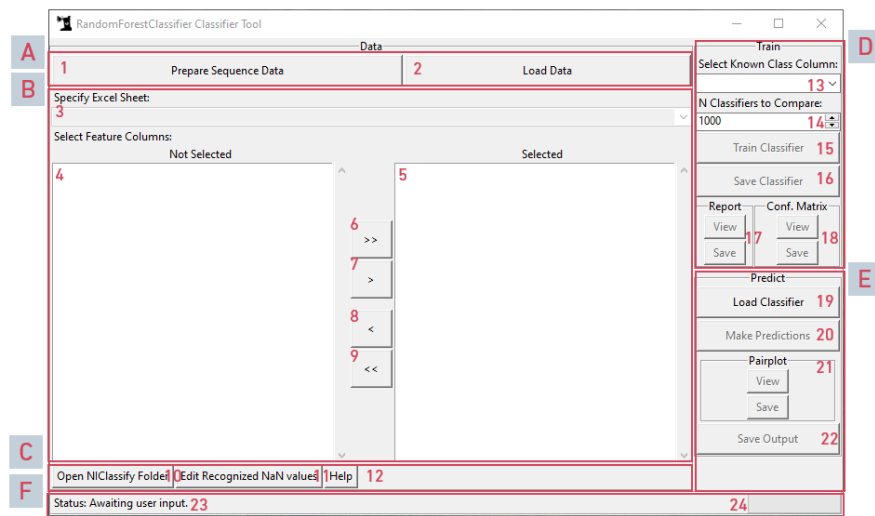 RandomForestClassifier Classifier Tool
A
Data
1 Prepare Sequence Data
2 Load Data
B
Specify Excel Sheet:
3
Select Feature Columns:
Not Selected
Selected
4
5
6
>>
7
>
8
<
9
<<
C
Open NIClassify Folder 10
Edit Recognized NaN values 11
Help 12
F
Status: Awaiting user input. 23
24
D
Train
Select Known Class Column:
13
N Classifiers to Compare:
1000 14
Train Classifier 15
Save Classifier 16
Report
Conf. Matrix
View
View
17
18
Save
Save
E
Predict
Load Classifier 19
Make Predictions 20
Pairplot
21
View
Save
Save Output 22